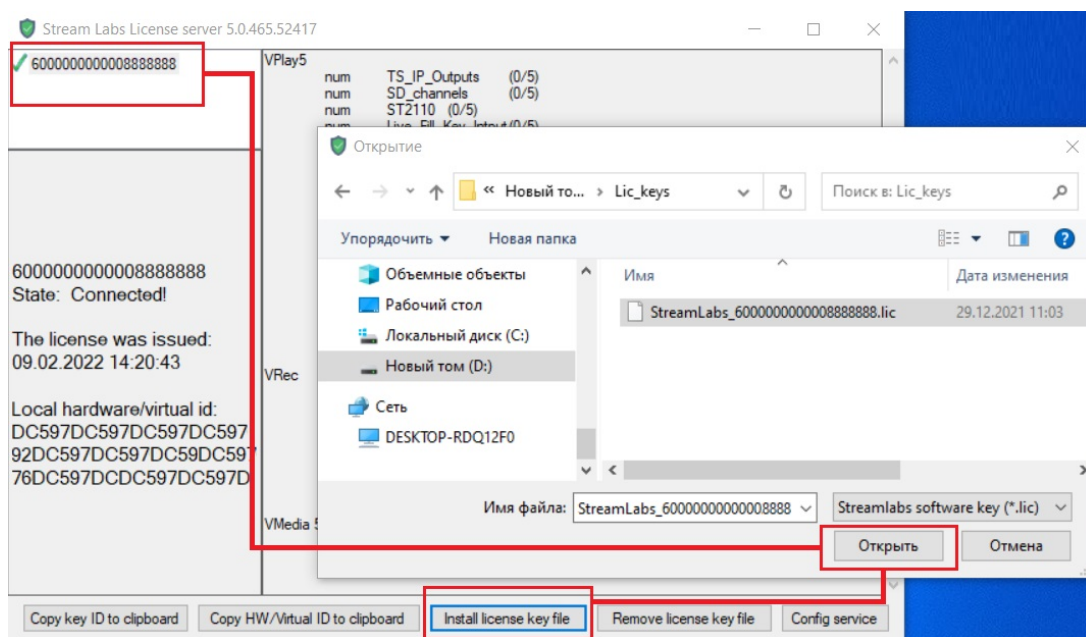 Stream Labs License server 5.0.465.52417
6000000000008888888
VPlay5
num TS_IP_Outputs (0/5)
num SD_channels (0/5)
num ST2110 (0/5)
num Live_Fill_Key_Intput (0/5)
Открытие
« Новый то... › Lic_keys
Поиск в: Lic_keys
Упорядочить
Новая папка
Объемные объекты
Рабочий стол
Локальный диск (C:)
Новый том (D:)
Сеть
DESKTOP-RDQ12F0
Имя
Дата изменения
StreamLabs_6000000000008888888.lic
29.12.2021 11:03
6000000000008888888
State: Connected!
The license was issued:
09.02.2022 14:20:43
Local hardware/virtual id:
DC597DC597DC597DC597
92DC597DC597DC59DC597
76DC597DCDC597DC597D
VRec
VMedia
Имя файла:
StreamLabs_60000000000008888
Streamlabs software key (*.lic)
Открыть
Отмена
Copy key ID to clipboard
Copy HW/Virtual ID to clipboard
Install license key file
Remove license key file
Config service